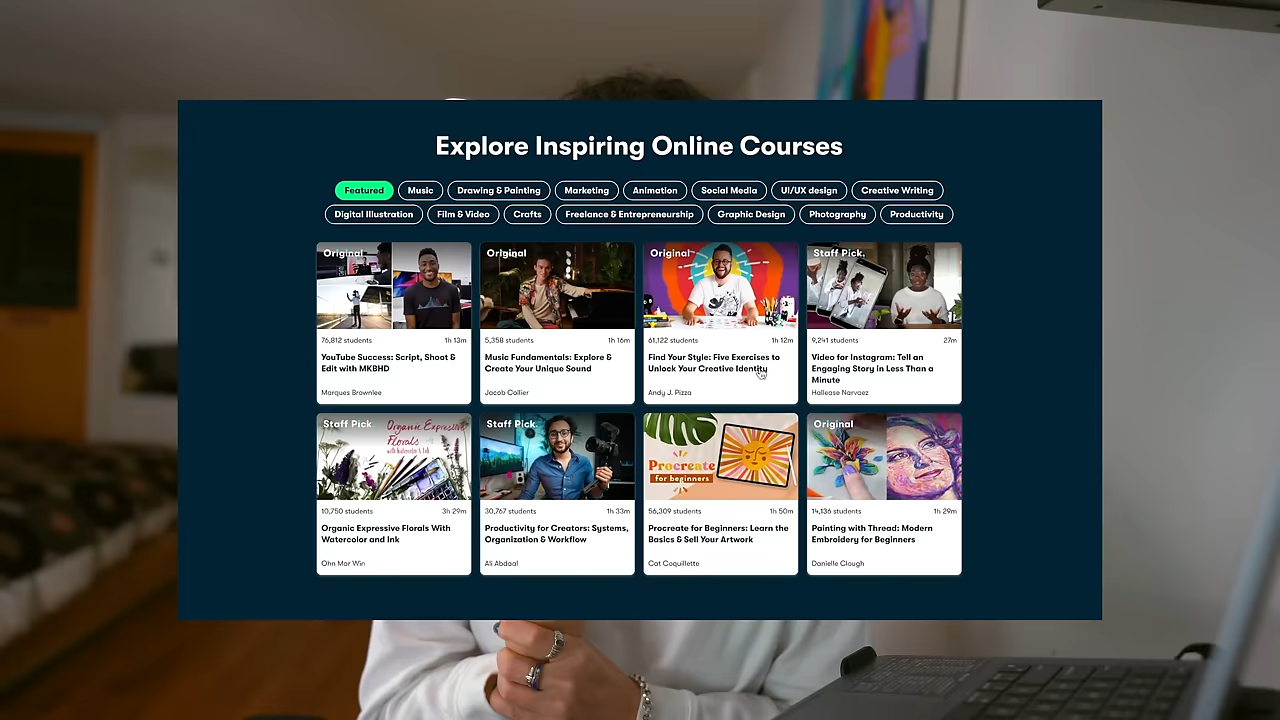 Explore Inspiring Online Courses
Featured
Music
Drawing & Painting
Marketing
Animation
Social Media
UI/UX design
Creative Writing
Digital Illustration
Film & Video
Crafts
Freelance & Entrepreneurship
Graphic Design
Photography
Productivity
Original
76,812 students
1h 13m
YouTube Success: Script, Shoot &
Edit with MKBHD
Marques Brownlee
Original
5,358 students
1h 16m
Music Fundamentals: Explore &
Create Your Unique Sound
Jacob Collier
Original
61,122 students
1h 12m
Find Your Style: Five Exercises to
Unlock Your Creative Identity
Andy J. Pizza
Staff Pick
9,241 students
27m
Video for Instagram: Tell an
Engaging Story in Less Than a
Minute
Hallease Narvaez
Staff Pick
Organic Expressive
Florals
with Watercolor & Ink
10,750 students
3h 29m
Organic Expressive Florals With
Watercolor and Ink
Ohn Mar Win
Staff Pick
30,767 students
1h 33m
Productivity for Creators: Systems,
Organization & Workflow
Ali Abdaal
Procreate
for beginners
56,309 students
1h 50m
Procreate for Beginners: Learn the
Basics & Sell Your Artwork
Cat Coquillette
Original
14,136 students
1h 29m
Painting with Thread: Modern
Embroidery for Beginners
Danielle Clough